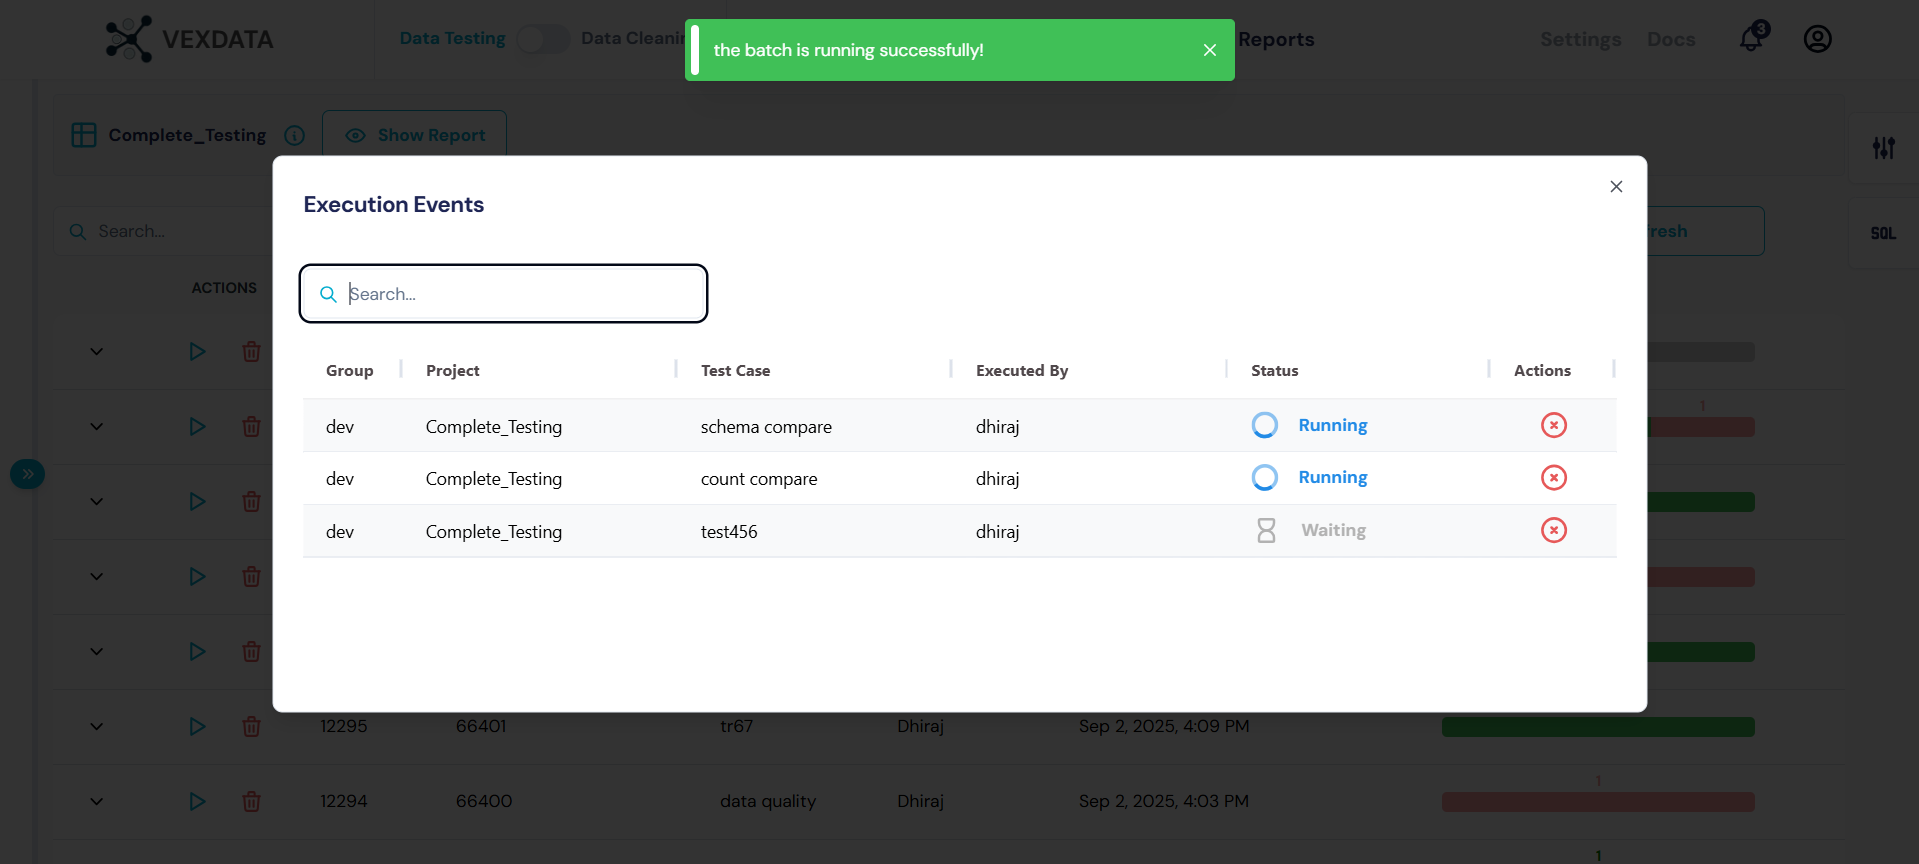 VEXDATA
Data Testing
Data Cleanin
the batch is running successfully!
Reports
Settings
Docs
3
Complete_Testing
Show Report
Execution Events
Search...
fresh
SQL
Search...
ACTIONS
Group Project Test Case Executed By Status Actions
dev Complete_Testing schema compare dhiraj Running
1
dev Complete_Testing count compare dhiraj Running
dev Complete_Testing test456 dhiraj Waiting
12295 66401 tr67 Dhiraj Sep 2, 2025, 4:09 PM
1
12294 66400 data quality Dhiraj Sep 2, 2025, 4:03 PM
1